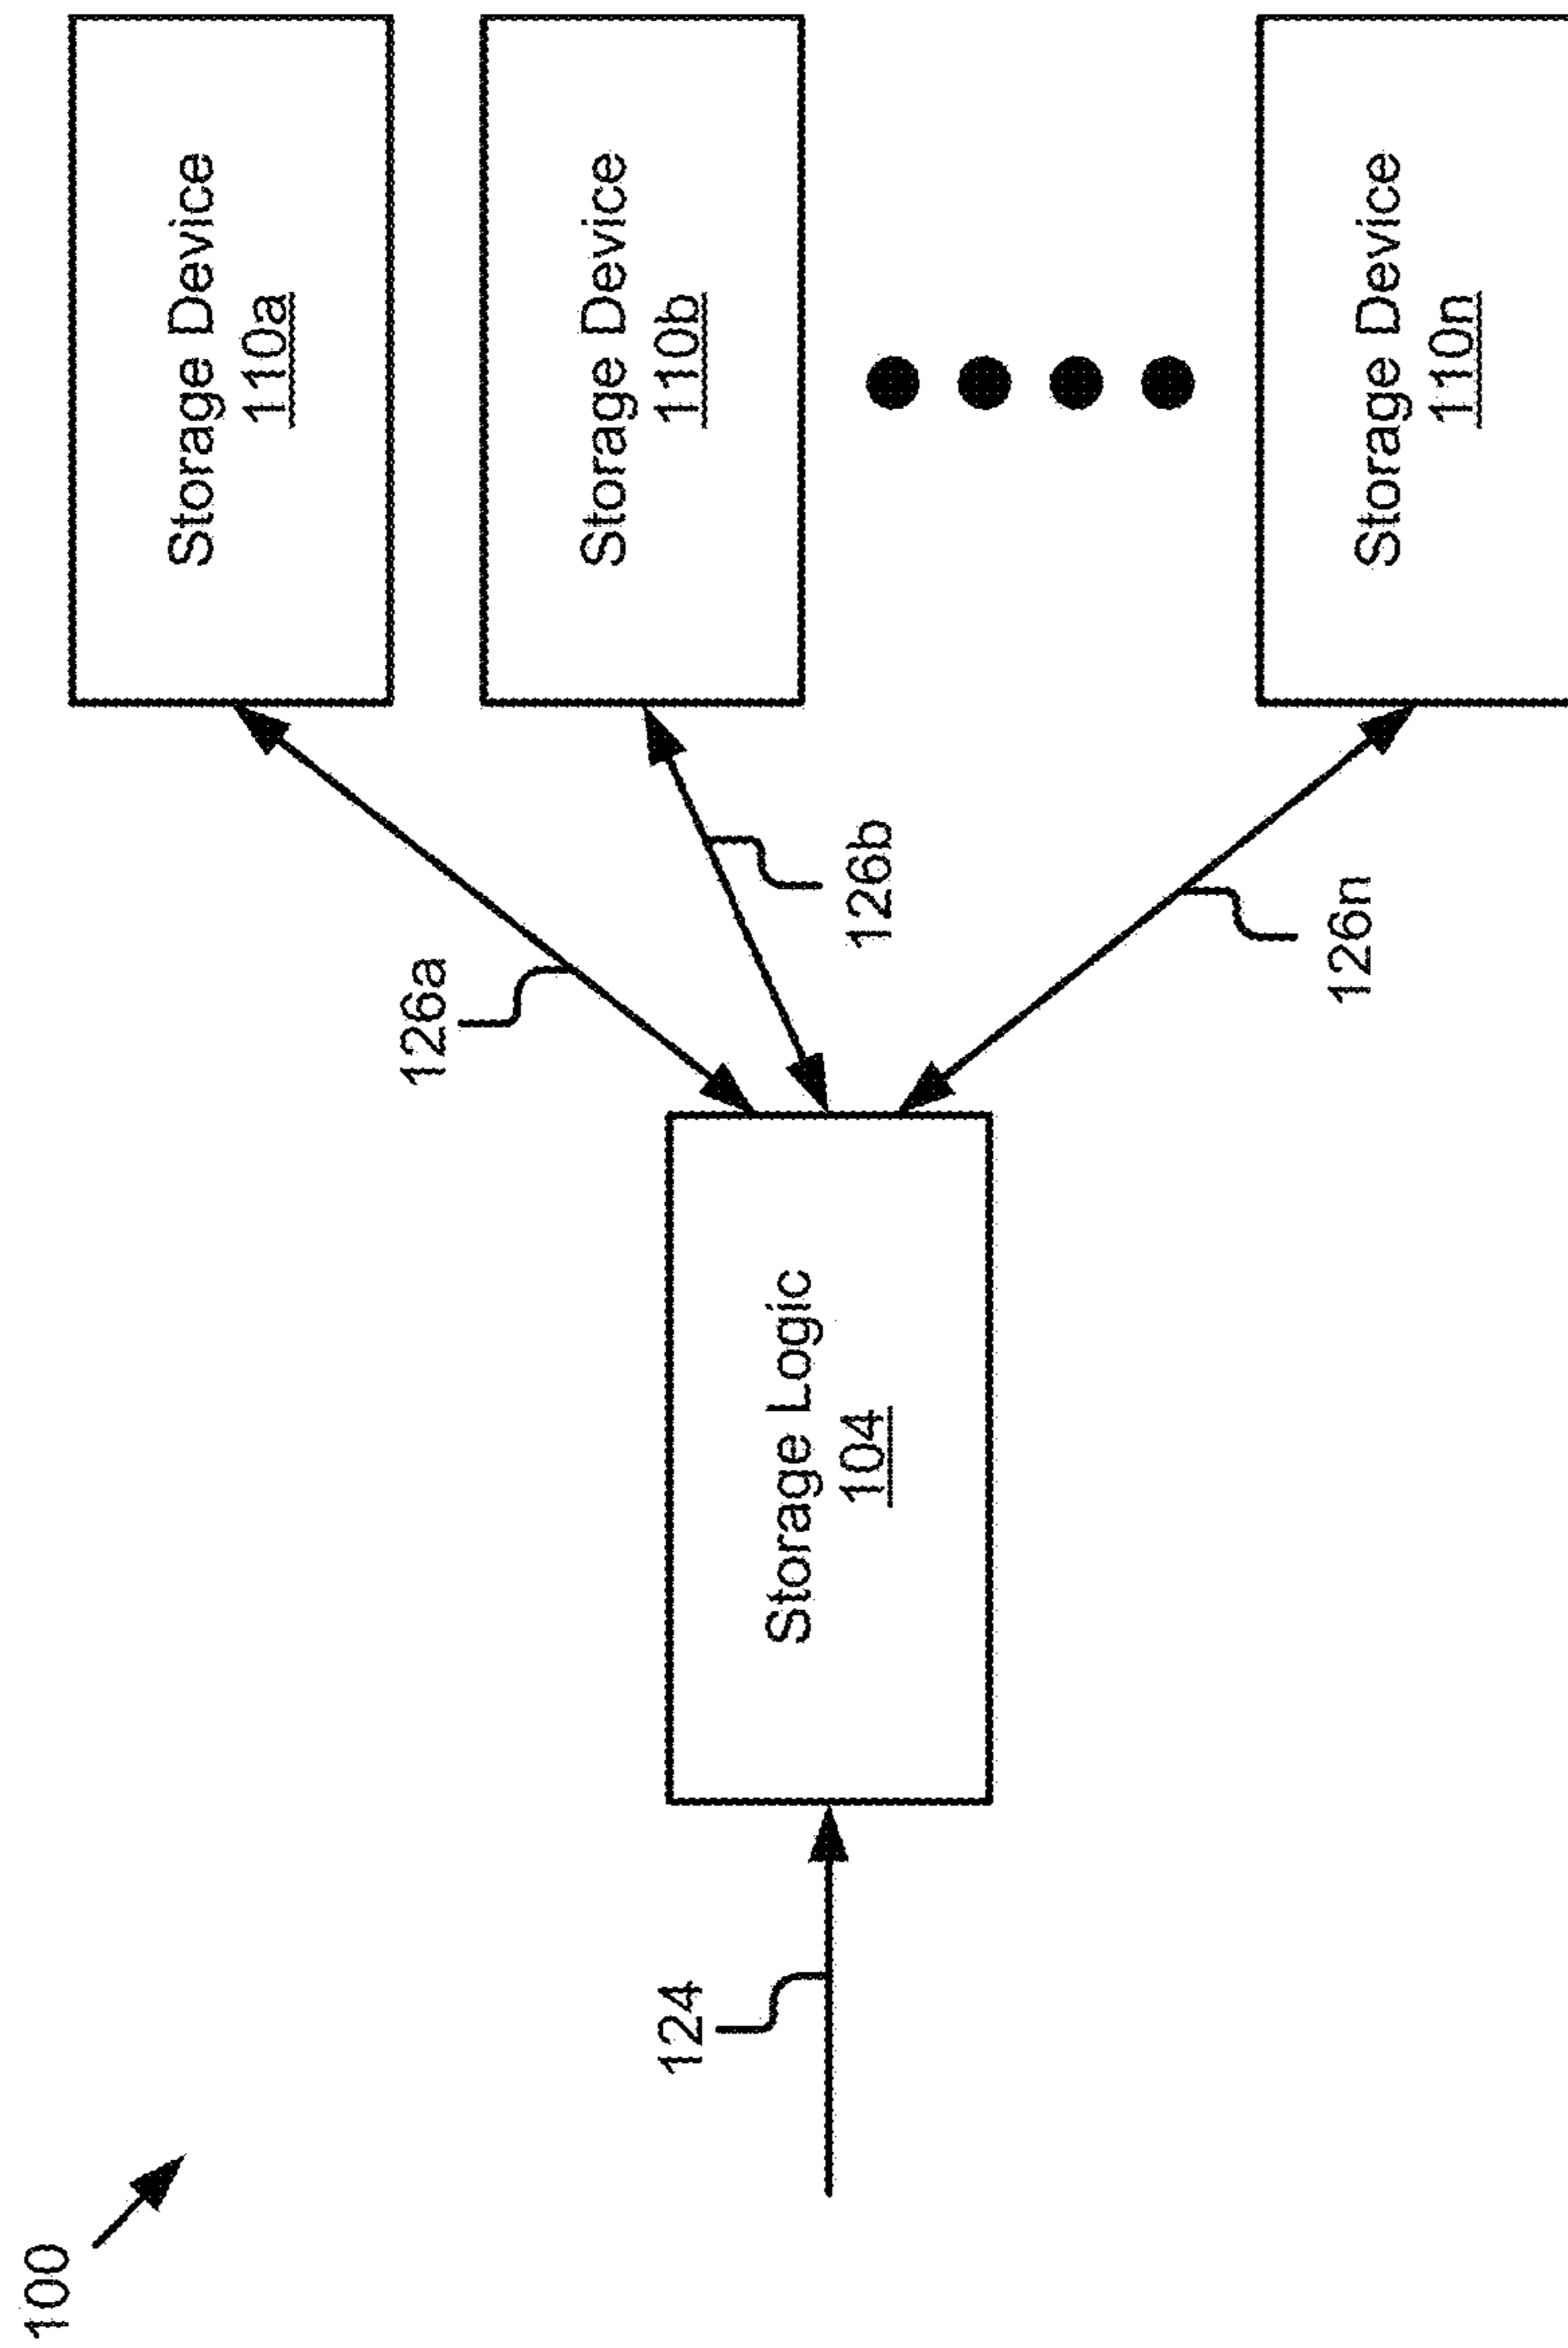 100
124
Storage Logic
104
126a
126b
126n
Storage Device
110a
Storage Device
110b
Storage Device
110n